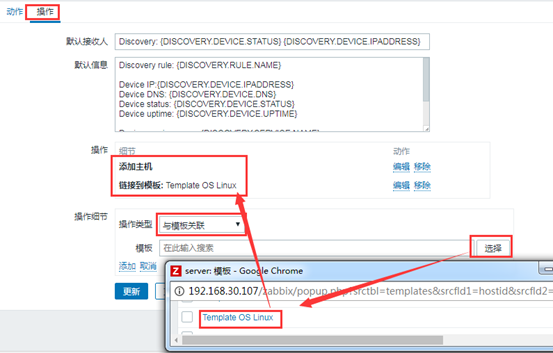 动作 操作
默认接收人 Discovery: {DISCOVERY.DEVICE.STATUS} {DISCOVERY.DEVICE.IPADDRESS}
默认信息 Discovery rule: {DISCOVERY.RULE.NAME}
Device IP:{DISCOVERY.DEVICE.IPADDRESS}
Device DNS: {DISCOVERY.DEVICE.DNS}
Device status: {DISCOVERY.DEVICE.STATUS}
Device uptime: {DISCOVERY.DEVICE.UPTIME}
操作 细节 动作
添加主机 编辑 移除
链接到模板: Template OS Linux 编辑 移除
操作细节 操作类型 与模板关联
模板 在此输入搜索 选择
添加 取消
更新
server: 模板 - Google Chrome
192.168.30.107/zabbix/popup.php?srctbl=templates&srcfld1=hostid&srcfld2=
Template OS Linux